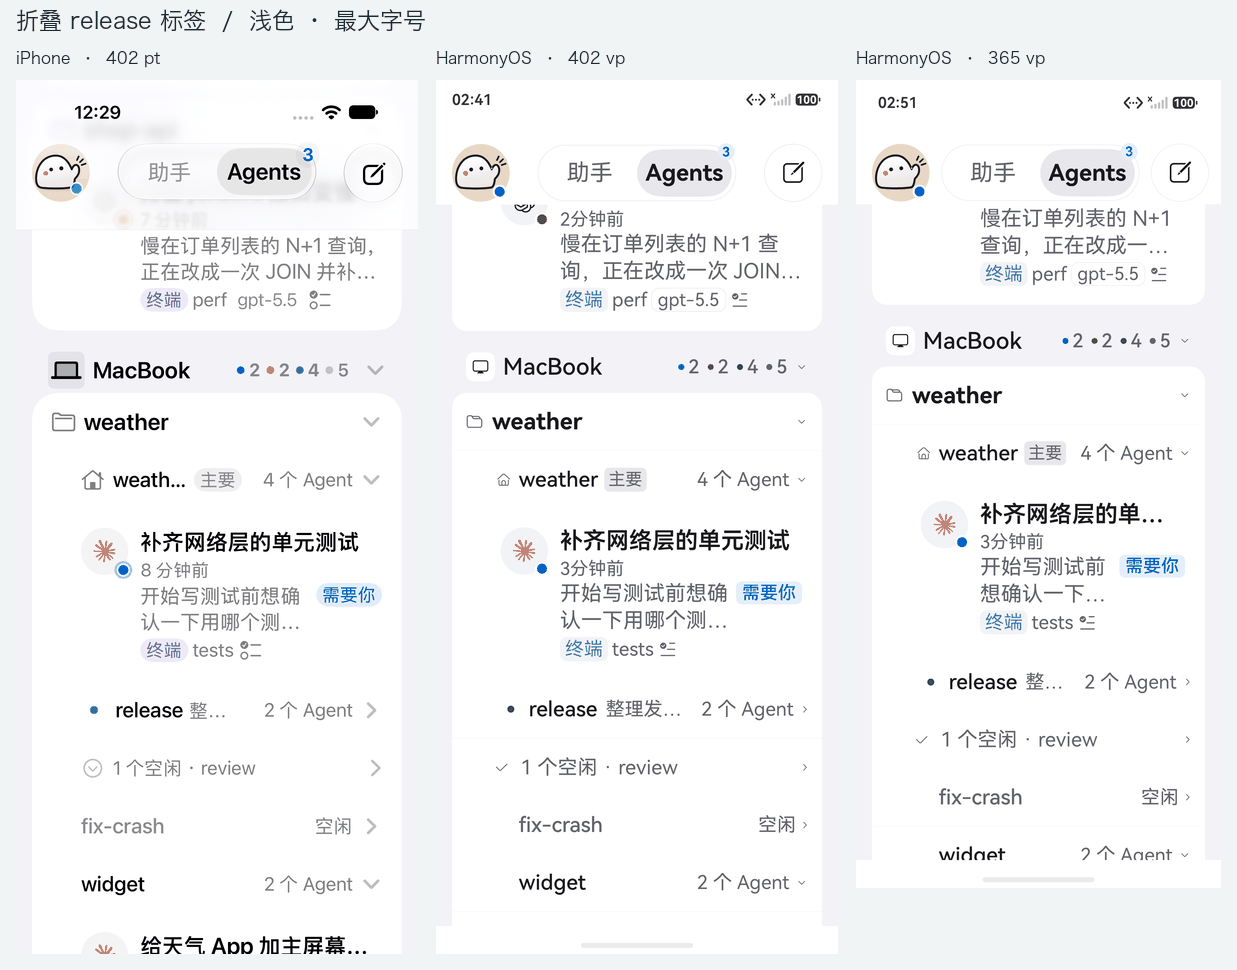 折叠 release 标签 / 浅色 · 最大字号
iPhone · 402 pt
12:29
助手
Agents
3
7 分钟前
慢在订单列表的 N+1 查询,
正在改成一次 JOIN 并补…
终端 perf gpt-5.5
MacBook
2 2 4 5
weather
weath… 主要 4 个 Agent
补齐网络层的单元测试
8 分钟前
开始写测试前想确 需要你
认一下用哪个测…
终端 tests
release 整… 2 个 Agent
1 个空闲 · review
fix-crash 空闲
widget 2 个 Agent
给天气 App 加主屏幕…
HarmonyOS · 402 vp
02:41
100
助手
Agents
3
2分钟前
慢在订单列表的 N+1 查
询，正在改成一次 JOIN…
终端 perf gpt-5.5
MacBook
2 2 4 5
weather
weather 主要 4 个 Agent
补齐网络层的单元测试
3分钟前
开始写测试前想确 需要你
认一下用哪个测…
终端 tests
release 整理发… 2 个 Agent
1 个空闲 · review
fix-crash 空闲
widget 2 个 Agent
HarmonyOS · 365 vp
02:51
100
助手
Agents
3
慢在订单列表的 N+1
查询，正在改成一…
终端 perf gpt-5.5
MacBook
2 2 4 5
weather
weather 主要 4 个 Agent
补齐网络层的单…
3分钟前
开始写测试前 需要你
想确认一下…
终端 tests
release 整… 2 个 Agent
1 个空闲 · review
fix-crash 空闲
widget 2 个 Agent